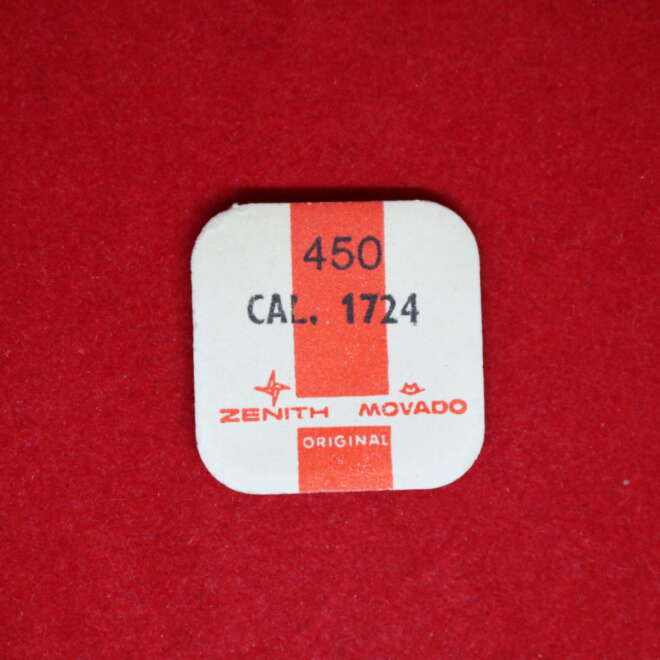 450
CAL. 1724
ZENITH MOVADO
ORIGINAL